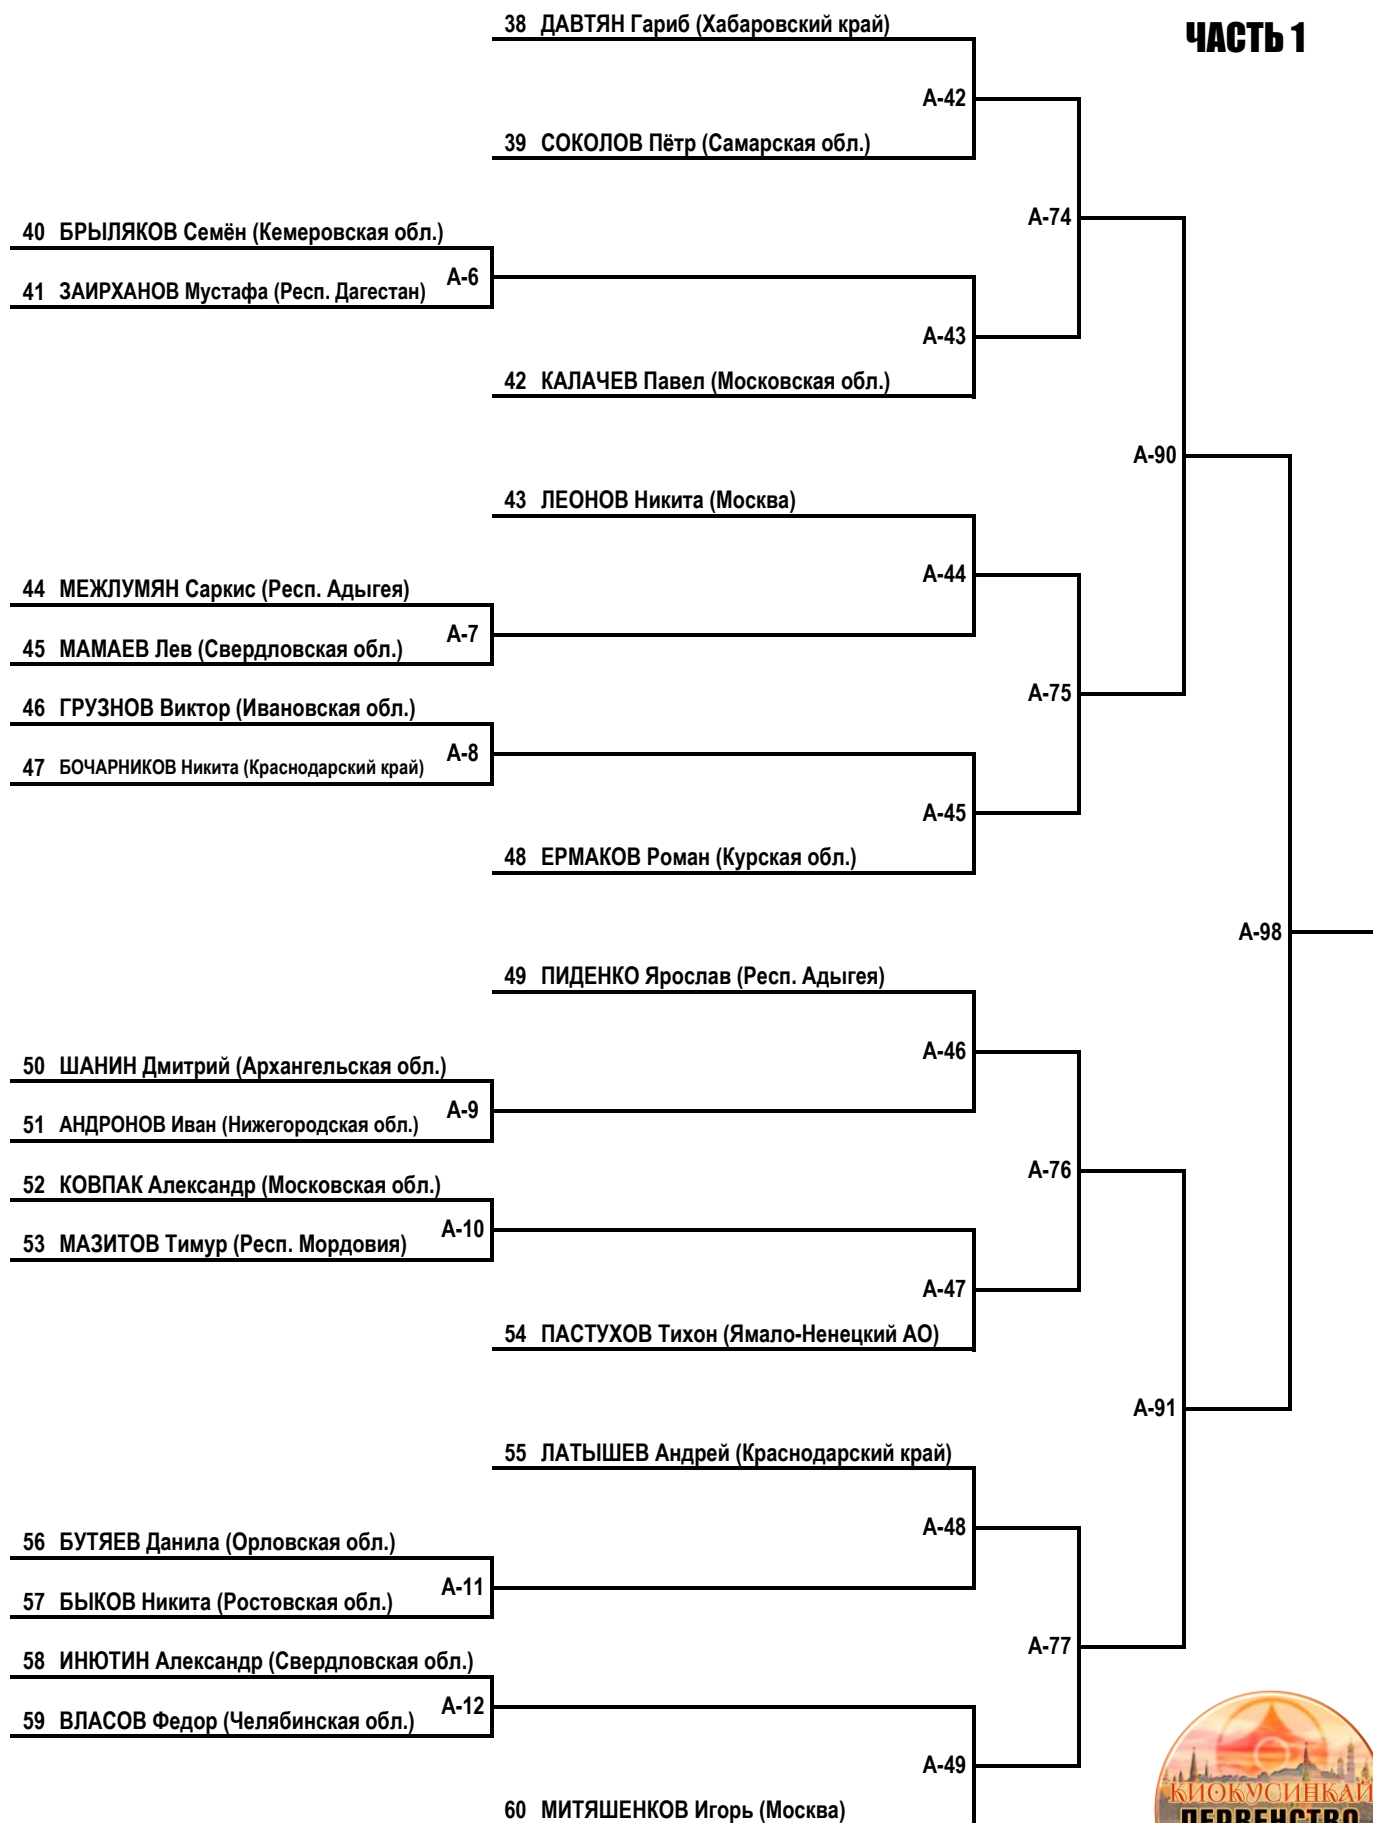 38 ДАВТЯН Гариб (Хабаровский край)
ЧАСТЬ 1
А-42
39 СОКОЛОВ Пётр (Самарская обл.)
А-74
40 БРЫЛЯКОВ Семён (Кемеровская обл.)
А-6
41 ЗАИРХАНОВ Мустафа (Респ. Дагестан)
А-43
42 КАЛАЧЕВ Павел (Московская обл.)
А-90
43 ЛЕОНОВ Никита (Москва)
А-44
44 МЕЖЛУМЯН Саркис (Респ. Адыгея)
А-7
45 МАМАЕВ Лев (Свердловская обл.)
А-75
46 ГРУЗНОВ Виктор (Ивановская обл.)
А-8
47 БОЧАРНИКОВ Никита (Краснодарский край)
А-45
48 ЕРМАКОВ Роман (Курская обл.)
А-98
49 ПИДЕНКО Ярослав (Респ. Адыгея)
А-46
50 ШАНИН Дмитрий (Архангельская обл.)
А-9
51 АНДРОНОВ Иван (Нижегородская обл.)
А-76
52 КОВПАК Александр (Московская обл.)
А-10
53 МАЗИТОВ Тимур (Респ. Мордовия)
А-47
54 ПАСТУХОВ Тихон (Ямало-Ненецкий АО)
А-91
55 ЛАТЫШЕВ Андрей (Краснодарский край)
А-48
56 БУТЯЕВ Данила (Орловская обл.)
А-11
57 БЫКОВ Никита (Ростовская обл.)
А-77
58 ИНЮТИН Александр (Свердловская обл.)
А-12
59 ВЛАСОВ Федор (Челябинская обл.)
А-49
60 МИТЯШЕНКОВ Игорь (Москва)
КИОКУСИНКАЙ
ПЕРВЕНСТВО